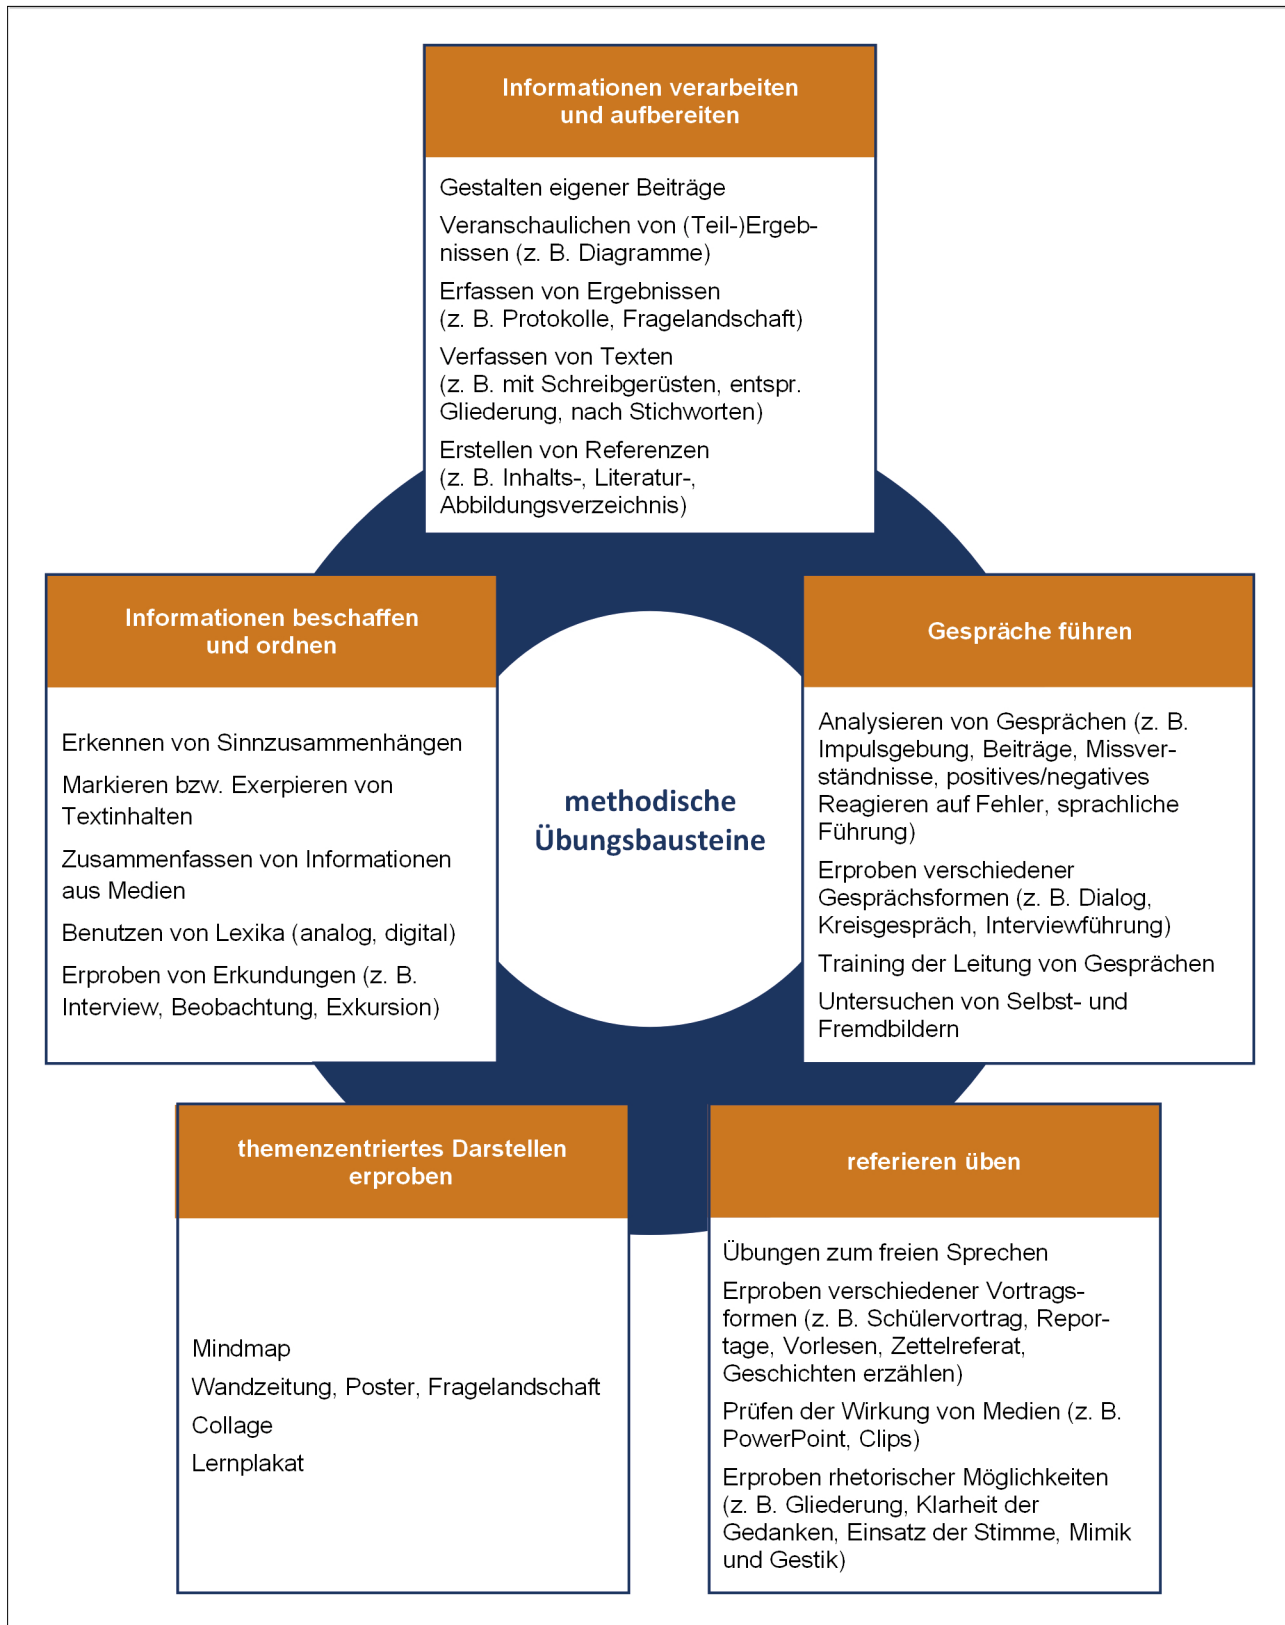 Informationen verarbeiten
und aufbereiten
Gestalten eigener Beiträge
Veranschaulichen von (Teil-)Ergeb-
nissen (z. B. Diagramme)
Erfassen von Ergebnissen
(z. B. Protokolle, Fragelandschaft)
Verfassen von Texten
(z. B. mit Schreibgerüsten, entspr.
Gliederung, nach Stichworten)
Erstellen von Referenzen
(z. B. Inhalts-, Literatur-,
Abbildungsverzeichnis)
Informationen beschaffen
und ordnen
Erkennen von Sinnzusammenhängen
Markieren bzw. Exerpieren von
Textinhalten
Zusammenfassen von Informationen
aus Medien
Benutzen von Lexika (analog, digital)
Erproben von Erkundungen (z. B.
Interview, Beobachtung, Exkursion)
methodische
Übungsbausteine
Gespräche führen
Analysieren von Gesprächen (z. B.
Impulsgebung, Beiträge, Missver-
ständnisse, positives/negatives
Reagieren auf Fehler, sprachliche
Führung)
Erproben verschiedener
Gesprächsformen (z. B. Dialog,
Kreisgespräch, Interviewführung)
Training der Leitung von Gesprächen
Untersuchen von Selbst- und
Fremdbildern
themenzentriertes Darstellen
erproben
Mindmap
Wandzeitung, Poster, Fragelandschaft
Collage
Lernplakat
referieren üben
Übungen zum freien Sprechen
Erproben verschiedener Vortrags-
formen (z. B. Schülervortrag, Repor-
tage, Vorlesen, Zettelreferat,
Geschichten erzählen)
Prüfen der Wirkung von Medien (z. B.
PowerPoint, Clips)
Erproben rhetorischer Möglichkeiten
(z. B. Gliederung, Klarheit der
Gedanken, Einsatz der Stimme, Mimik
und Gestik)